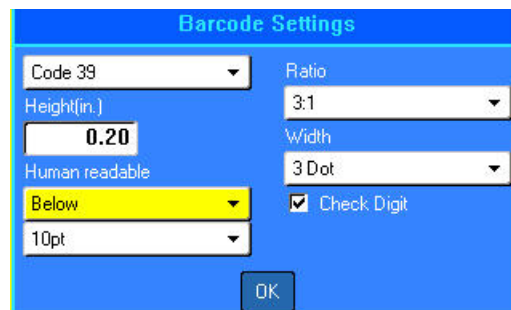 Barcode Settings
Code 39
Height(in.)
0.20
Human readable
Below
10pt
Ratio
3:1
Width
3 Dot
Check Digit
OK